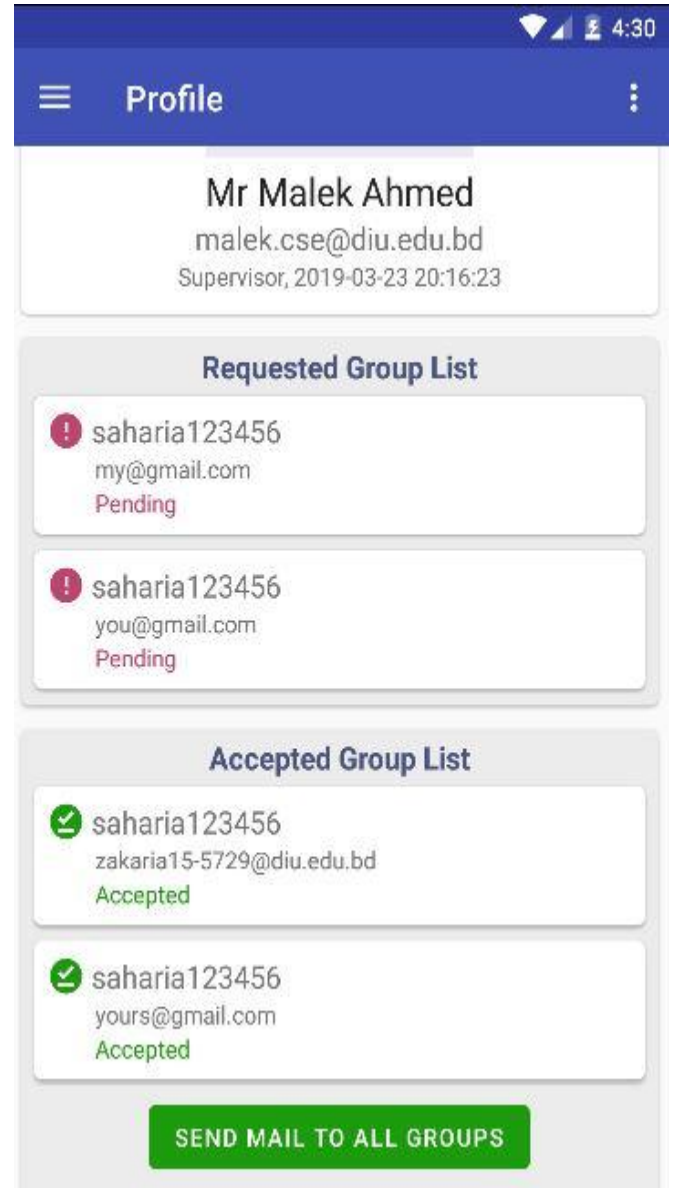 4:30
Profile
Mr Malek Ahmed
malek.cse@diu.edu.bd
Supervisor, 2019-03-23 20:16:23
Requested Group List
saharia123456
my@gmail.com
Pending
saharia123456
you@gmail.com
Pending
Accepted Group List
saharia123456
zakaria15-5729@diu.edu.bd
Accepted
saharia123456
yours@gmail.com
Accepted
SEND MAIL TO ALL GROUPS